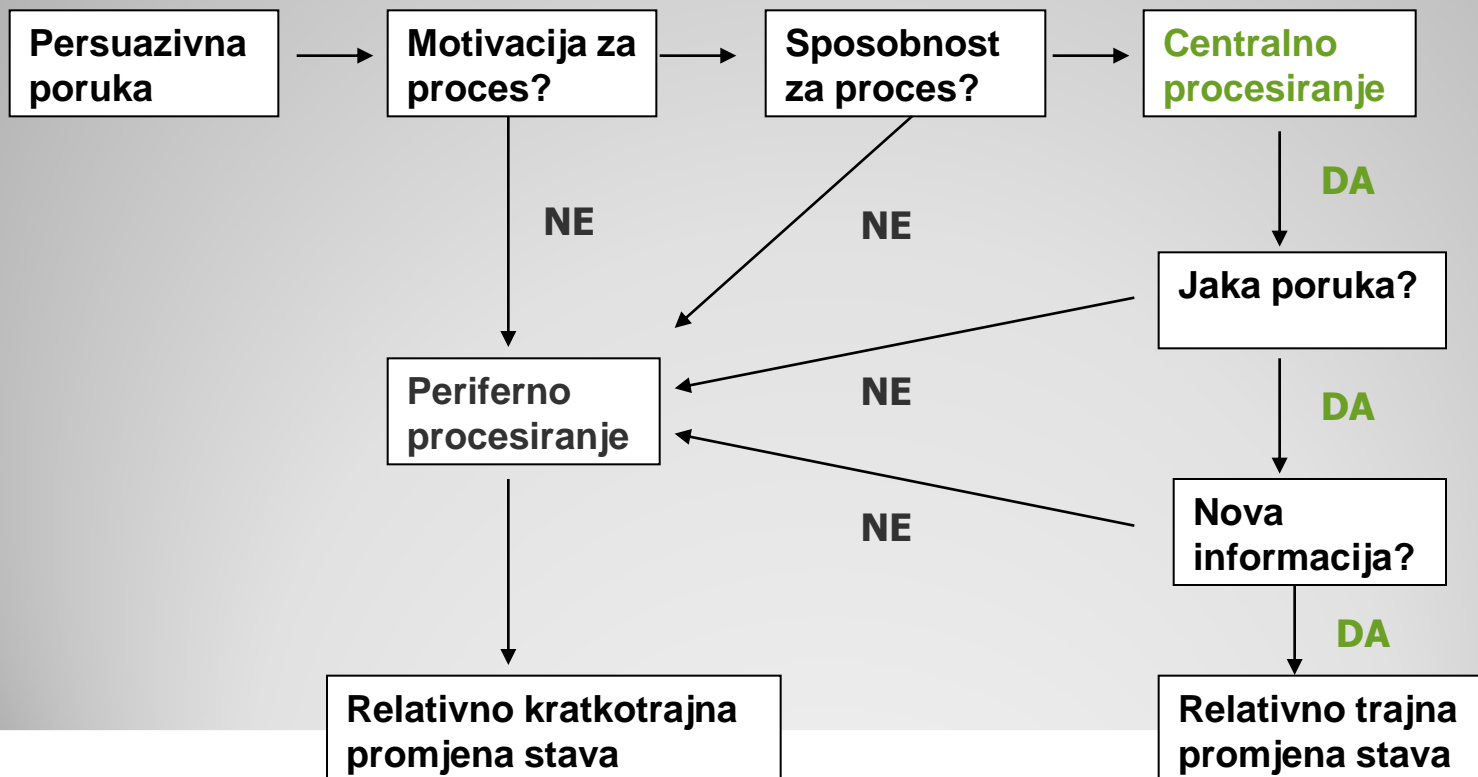 Persuazivna
poruka
Motivacija za
proces?
Sposobnost
za proces?
Centralno
procesiranje
DA
NE
NE
Jaka poruka?
Periferno
procesiranje
NE
DA
Nova
informacija?
NE
DA
Relativno kratkotrajna
promjena stava
Relativno trajna
promjena stava